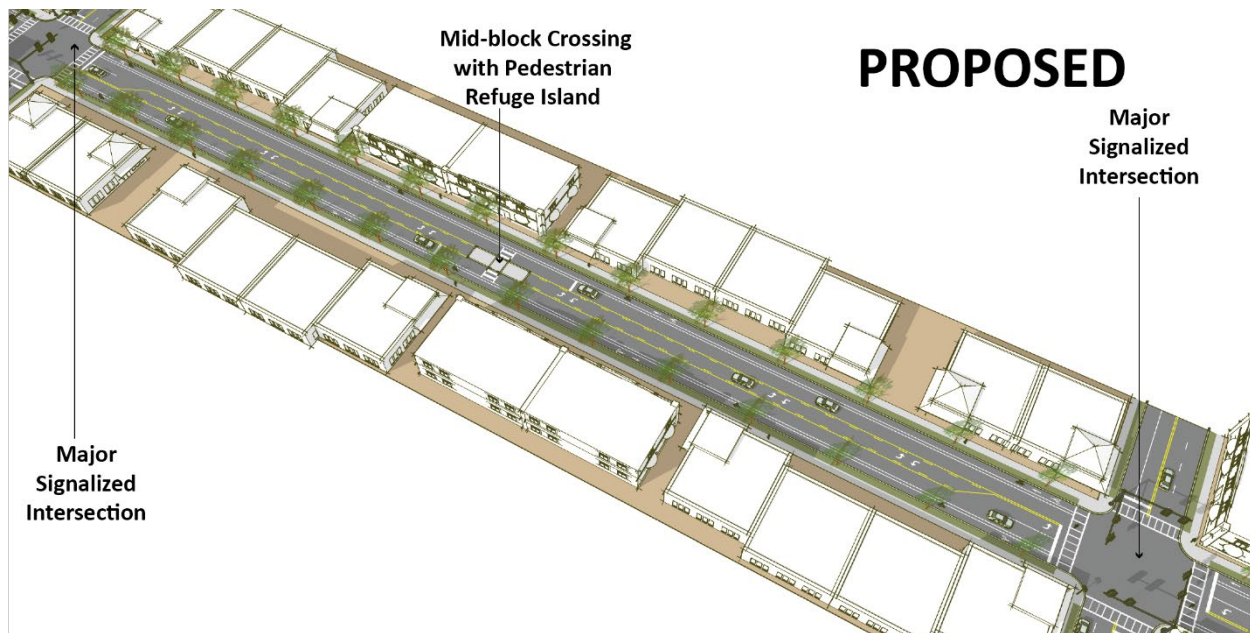 Mid-block Crossing
with Pedestrian
Refuge Island
PROPOSED
Major
Signalized
Intersection
Major
Signalized
Intersection